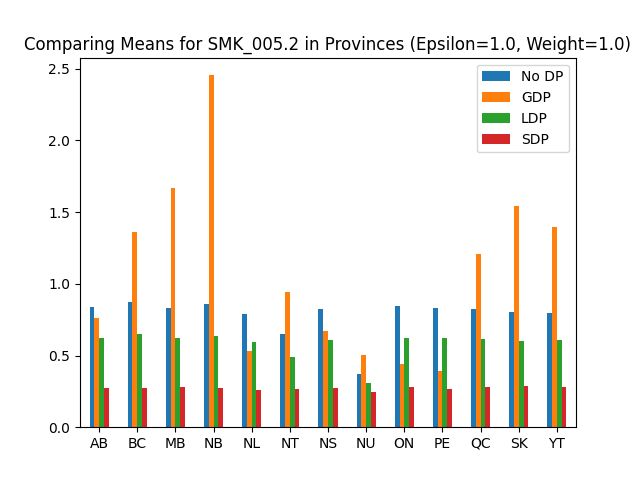 Comparing Means for SMK_005.2 in Provinces (Epsilon=1.0, Weight=1.0)
2.5
2.0
1.5
1.0
0.5
0.0
No DP
GDP
LDP
SDP
AB BC MB NB NL NT NS NU ON PE QC SK YT